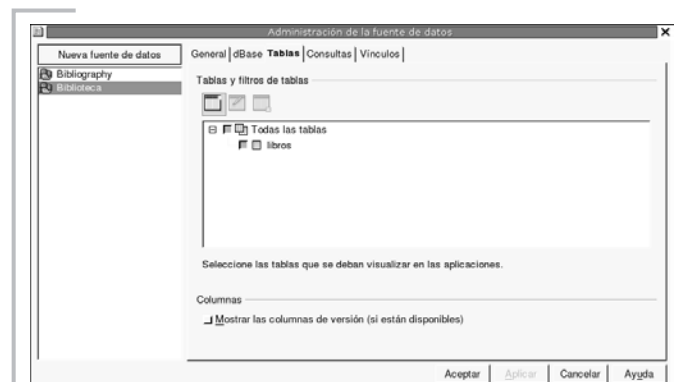 Administración de la fuente de datos
Nueva fuente de datos
Bibliography
Biblioteca
General dBase Tablas Consultas Vínculos
Tablas y filtros de tablas
Todas las tablas
libros
Seleccione las tablas que se deban visualizar en las aplicaciones.
Columnas
Mostrar las columnas de versión (si están disponibles)
Aceptar Aplicar Cancelar Ayuda